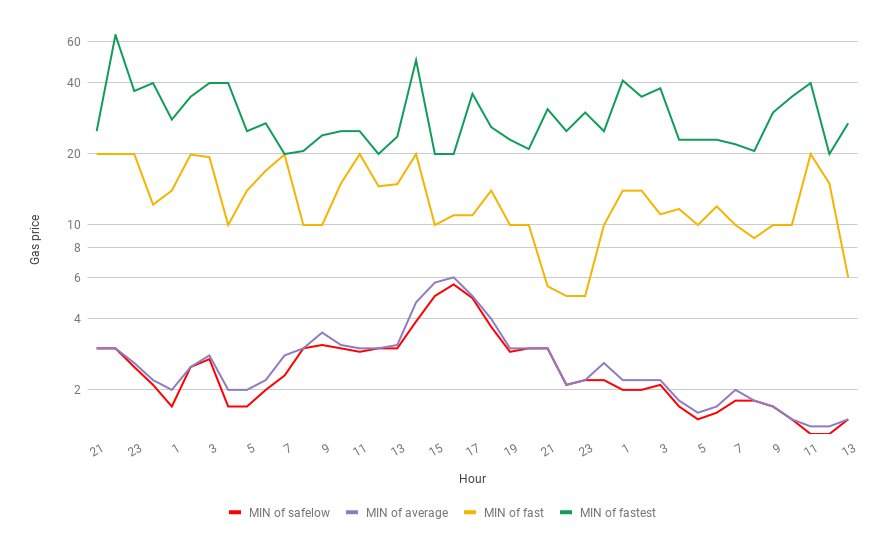 60
40
20
10
8
6
4
2
Gas price
21 23 1 3 5 7 9 11 13 15 17 19 21 23 1 3 5 7 9 11 13
Hour
MIN of safelow MIN of average MIN of fast MIN of fastest